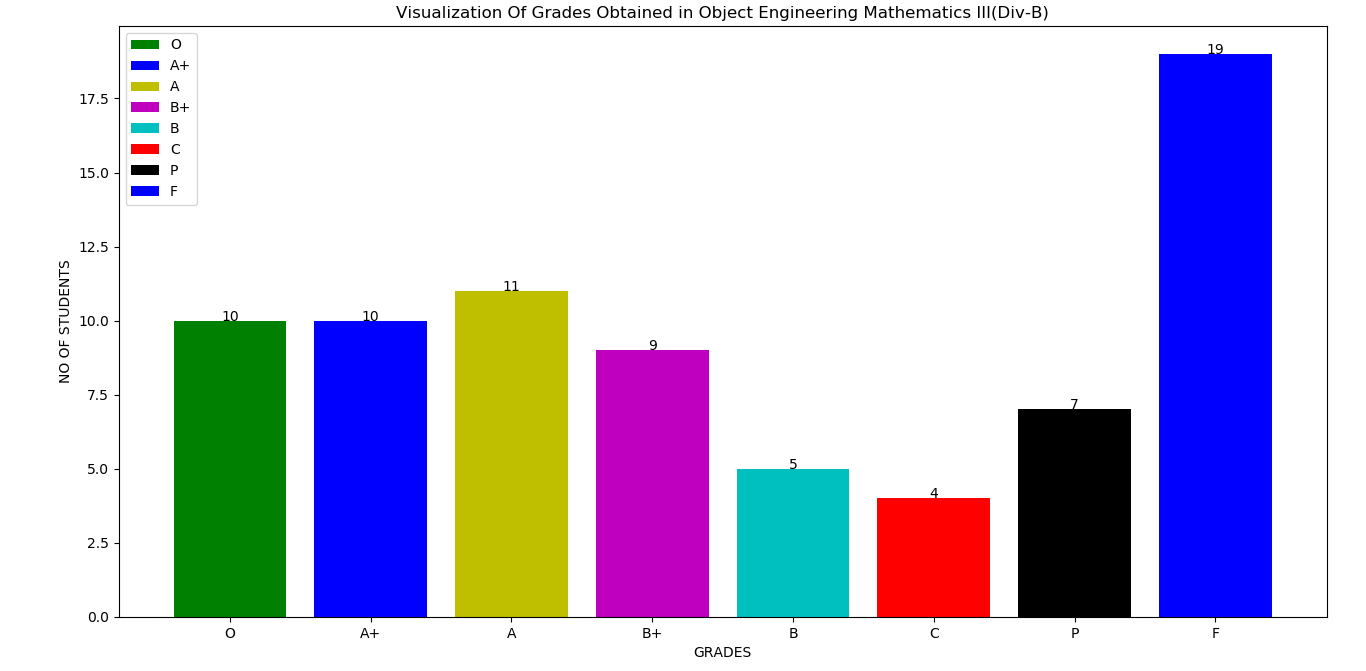 Visualization Of Grades Obtained in Object Engineering Mathematics III(Div-B)
O
A+
A
B+
B
C
P
F
NO OF STUDENTS
17.5
15.0
12.5
10.0
7.5
5.0
2.5
0.0
10
10
11
9
5
4
7
19
O A+ A B+ B C P F
GRADES